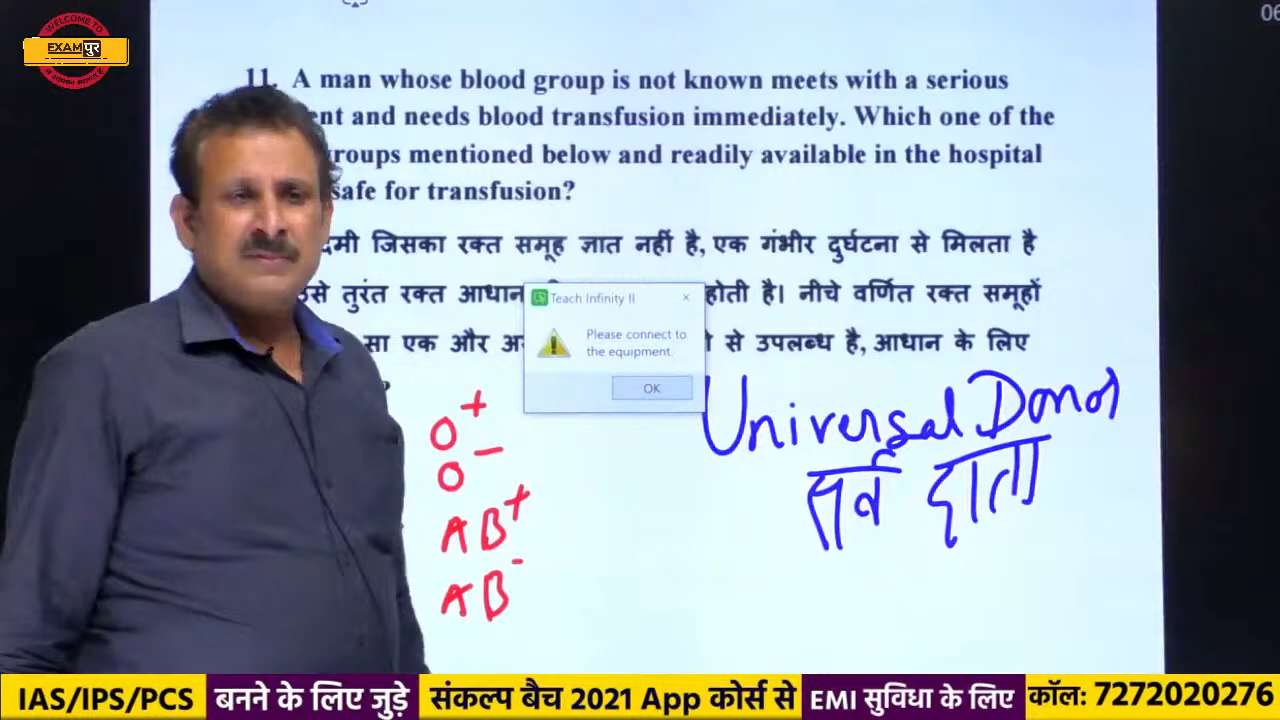 WELCOME TO
EXAMपुर
06
11. A man whose blood group is not known meets with a serious
ent and needs blood transfusion immediately. Which one of the
roups mentioned below and readily available in the hospital
safe for transfusion?
दमी जिसका रक्त समूह ज्ञात नहीं है, एक गंभीर दुर्घटना से मिलता है
उसे तुरंत रक्त आधान होती है। नीचे वर्णित रक्त समूहों
सा एक और से उपलब्ध है, आधान के लिए
?
Teach Infinity II
Please connect to
the equipment.
OK
O+
O-
AB+
AB-
Universal Donor
सर्व दाता
IAS/IPS/PCS बनने के लिए जुड़े संकल्प बैच 2021 App कोर्स से EMI सुविधा के लिए कॉल: 7272020276